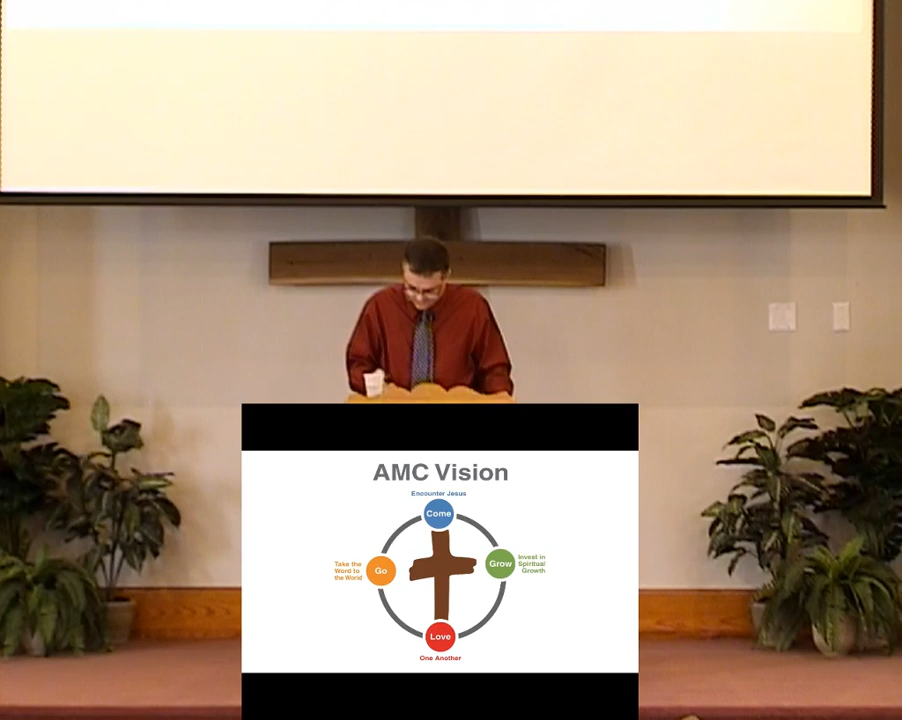 AMC Vision
Encounter Jesus
Come
Take the
Word to
the World
Go
Grow
Invest in
Spiritual
Growth
Love
One Another